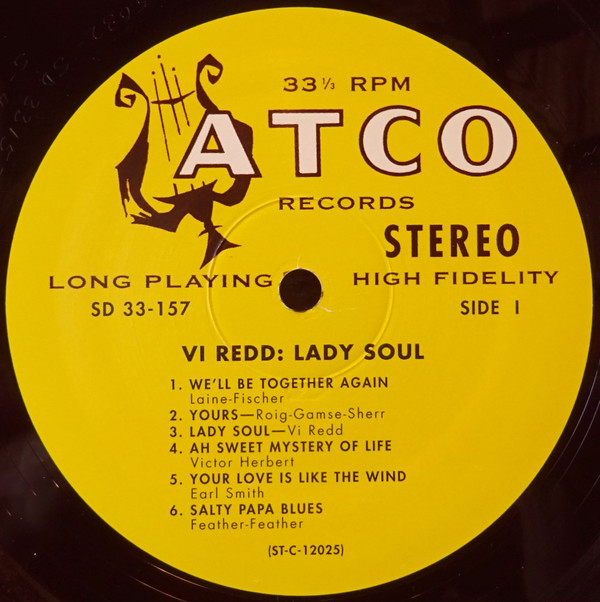 33 ⅓ RPM
ATCO
RECORDS
STEREO
LONG PLAYING HIGH FIDELITY
SD 33-157 SIDE 1
VI REDD: LADY SOUL
1. WE'LL BE TOGETHER AGAIN
Laine-Fischer
2. YOURS—Roig-Gamse-Sherr
3. LADY SOUL—Vi Redd
4. AH SWEET MYSTERY OF LIFE
Victor Herbert
5. YOUR LOVE IS LIKE THE WIND
Earl Smith
6. SALTY PAPA BLUES
Feather-Feather
(ST-C-12025)